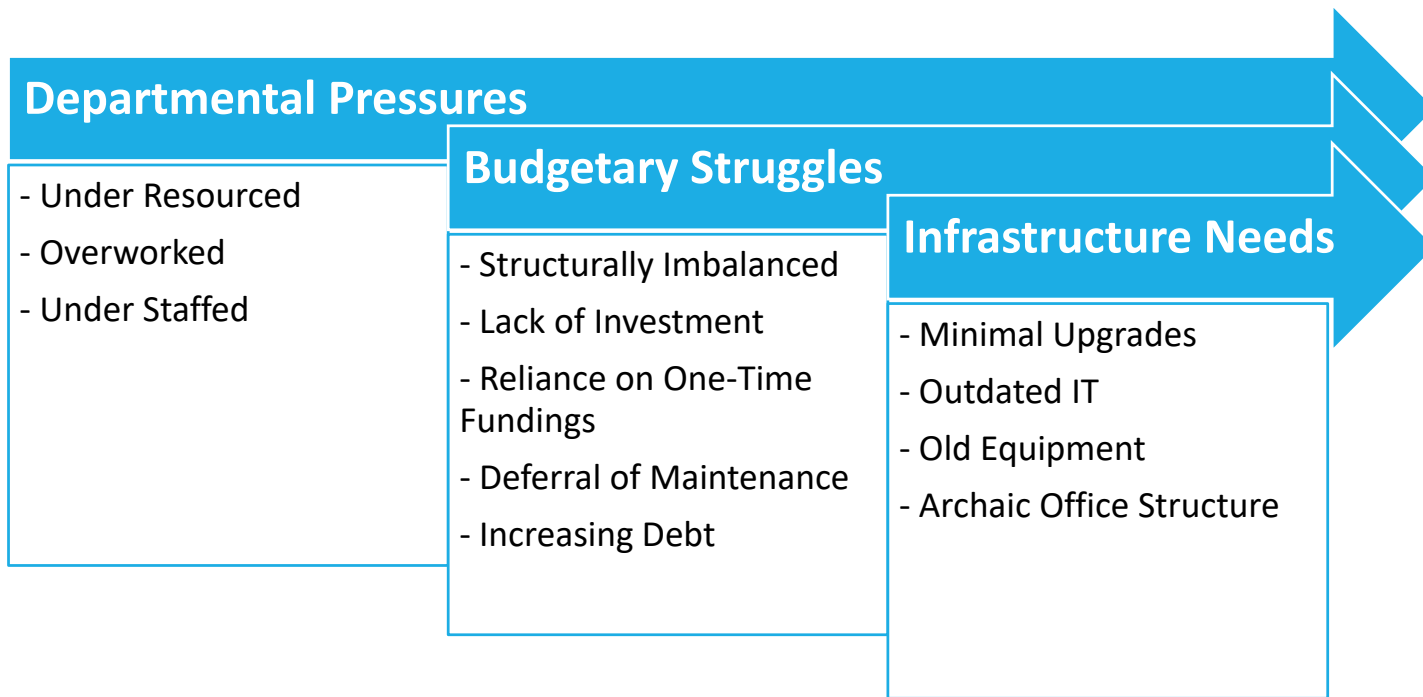 Departmental Pressures
- Under Resourced
- Overworked
- Under Staffed
Budgetary Struggles
- Structurally Imbalanced
- Lack of Investment
- Reliance on One-Time
Fundings
- Deferral of Maintenance
- Increasing Debt
Infrastructure Needs
- Minimal Upgrades
- Outdated IT
- Old Equipment
- Archaic Office Structure